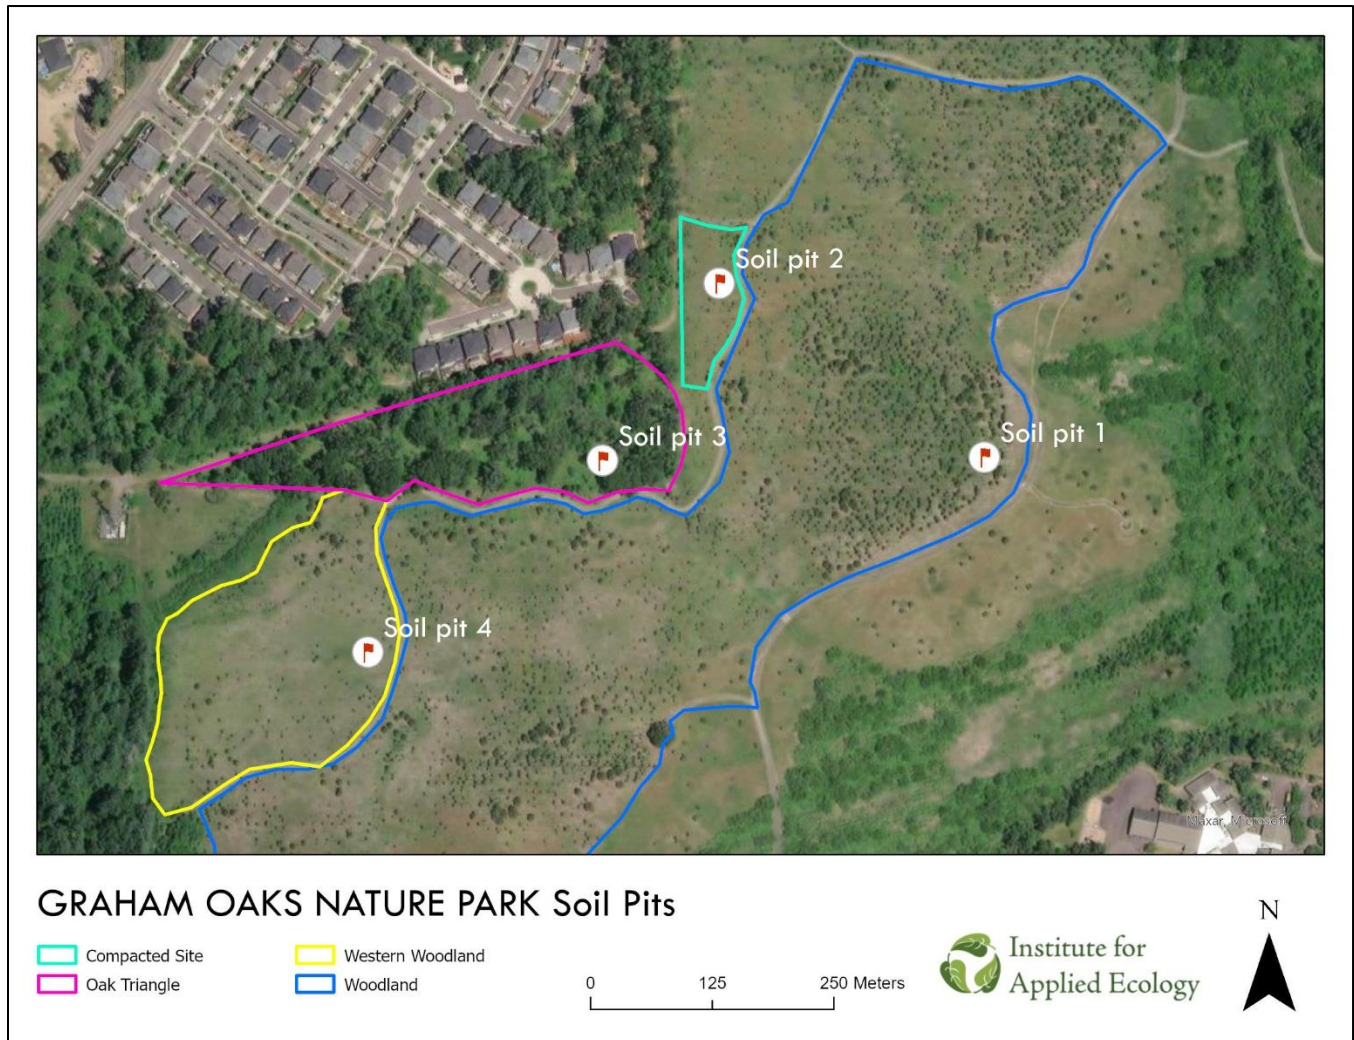 Soil pit 2
Soil pit 3
Soil pit 1
Soil pit 4
Maxar, Microsoft
GRAHAM OAKS NATURE PARK Soil Pits
Compacted Site
Western Woodland
Oak Triangle
Woodland
0 125 250 Meters
Institute for
Applied Ecology
N